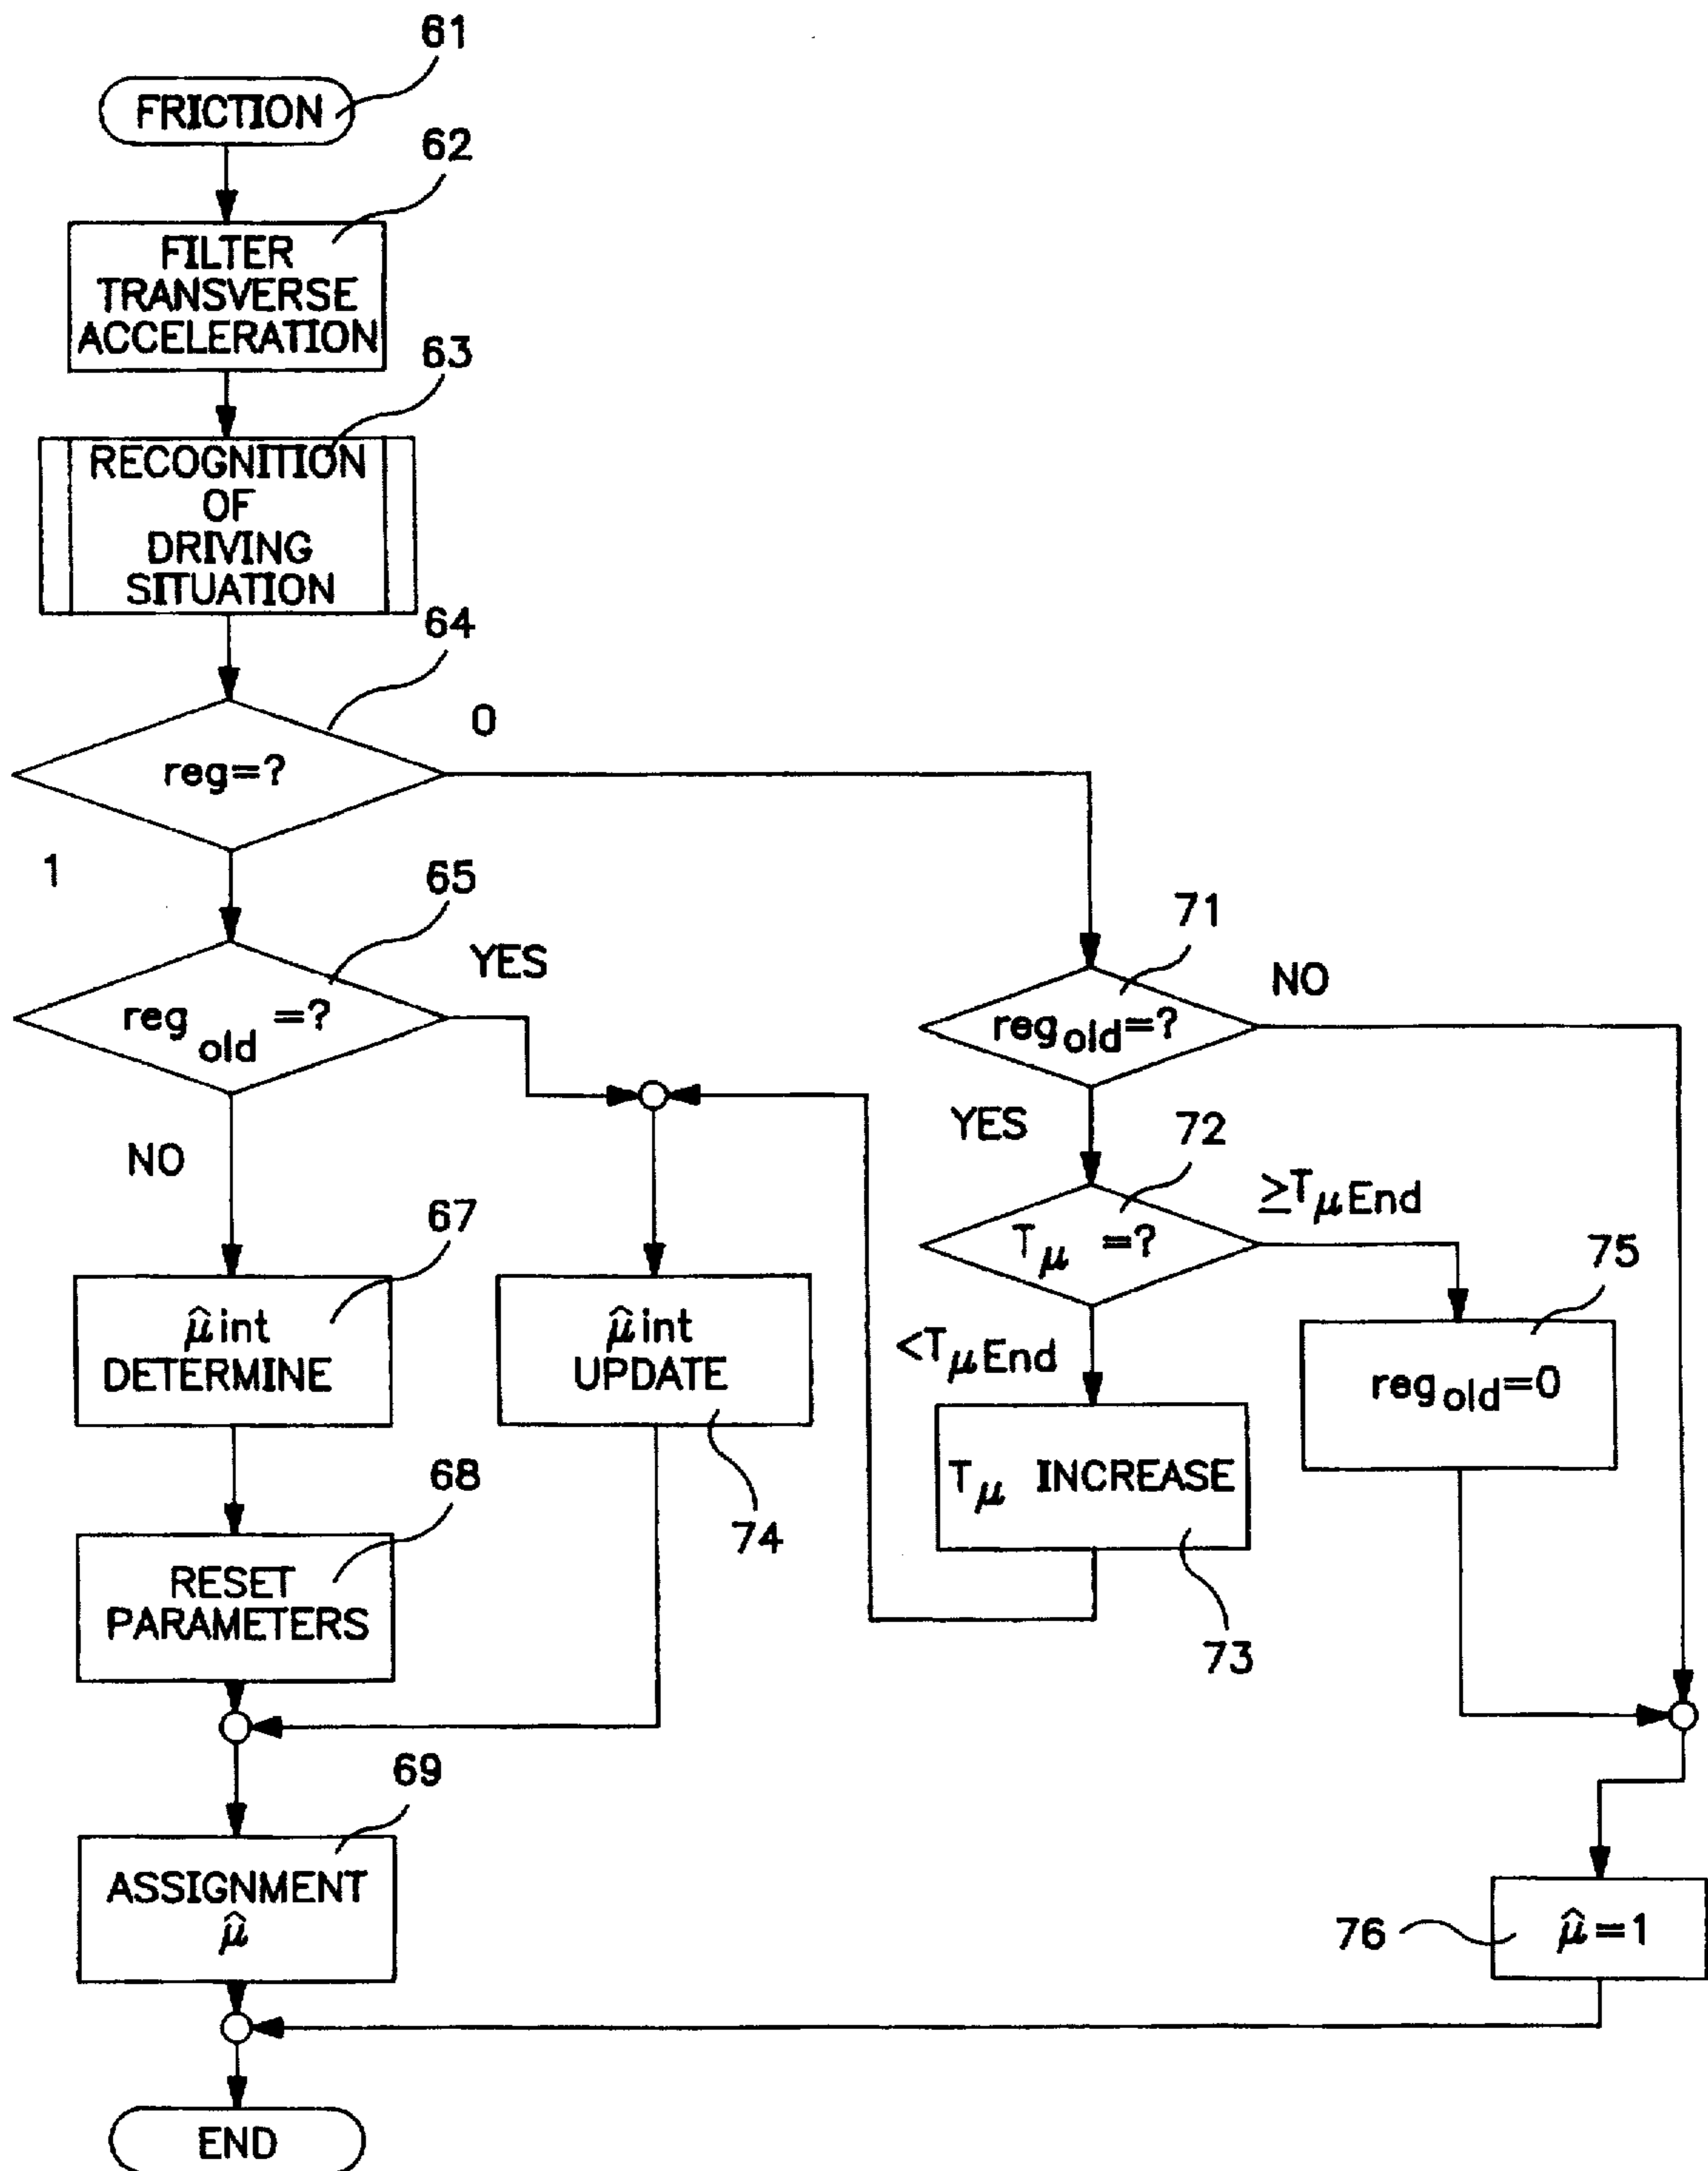 61
FRICTION
62
FILTER
TRANSVERSE
ACCELERATION
63
RECOGNITION
OF
DRIVING
SITUATION
64
0
reg=?
1
65
YES
reg old =?
NO
71
NO
reg old=?
YES
72
≥TμEnd
Tμ =?
<TμEnd
67
μ̂ int
DETERMINE
μ̂ int
UPDATE
74
75
reg old=0
Tμ INCREASE
73
68
RESET
PARAMETERS
69
ASSIGNMENT
μ̂
76
μ̂=1
END